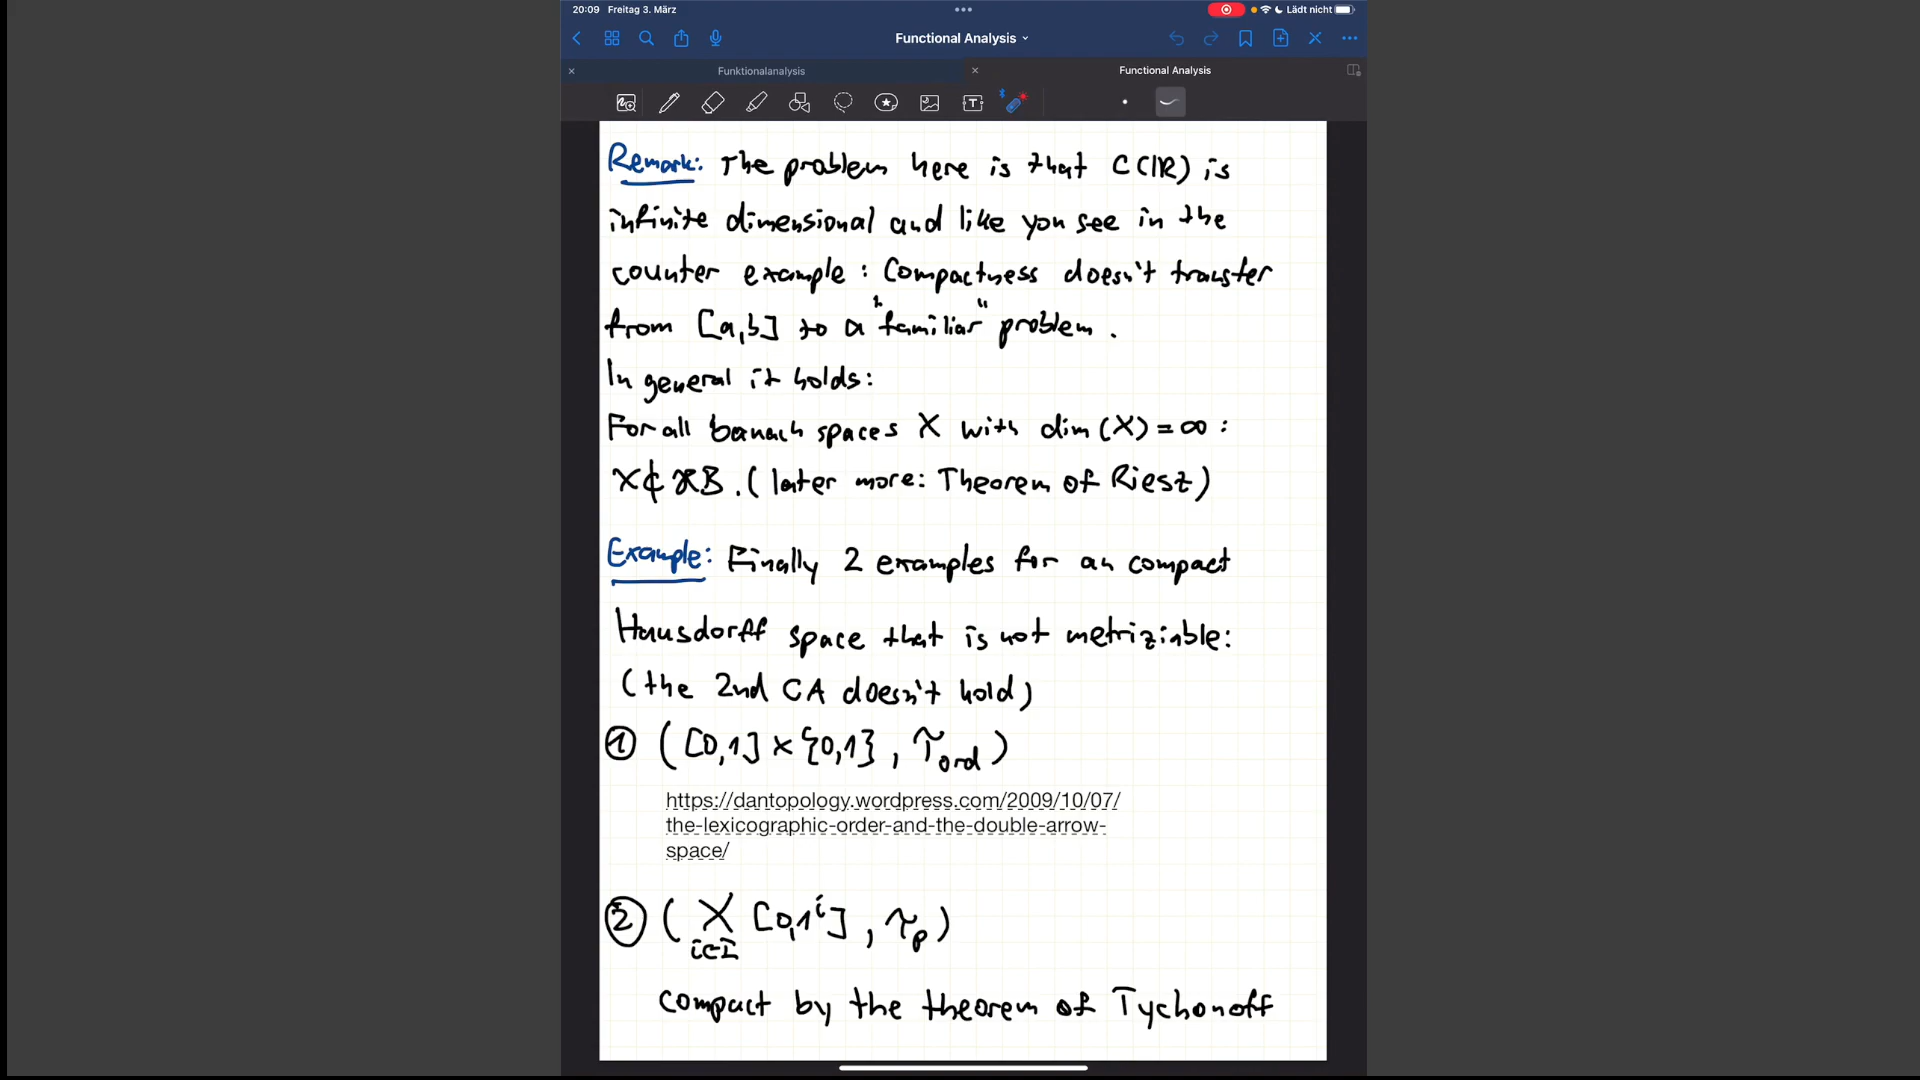 20:09 Freitag 3. März
Lädt nicht
Functional Analysis
Funktionalanalysis
Functional Analysis
Remark: The problem here is that C(ℝ) is
infinite dimensional and like you see in the
counter example: Compactness doesn't transfer
from [a,b] to a "familiar" problem.
In general it holds:
For all banach spaces X with dim(X)=∞:
X∉ℋB. (later more: Theorem of Riesz)
Example: Finally 2 examples for an compact
Hausdorff space that is not metriziable:
(the 2nd CA doesn't hold)
① ([0,1]×{0,1}, τord)
https://dantopology.wordpress.com/2009/10/07/
the-lexicographic-order-and-the-double-arrow-
space/
② (X i∈I [0,1^i], τp)
compact by the theorem of Tychonoff